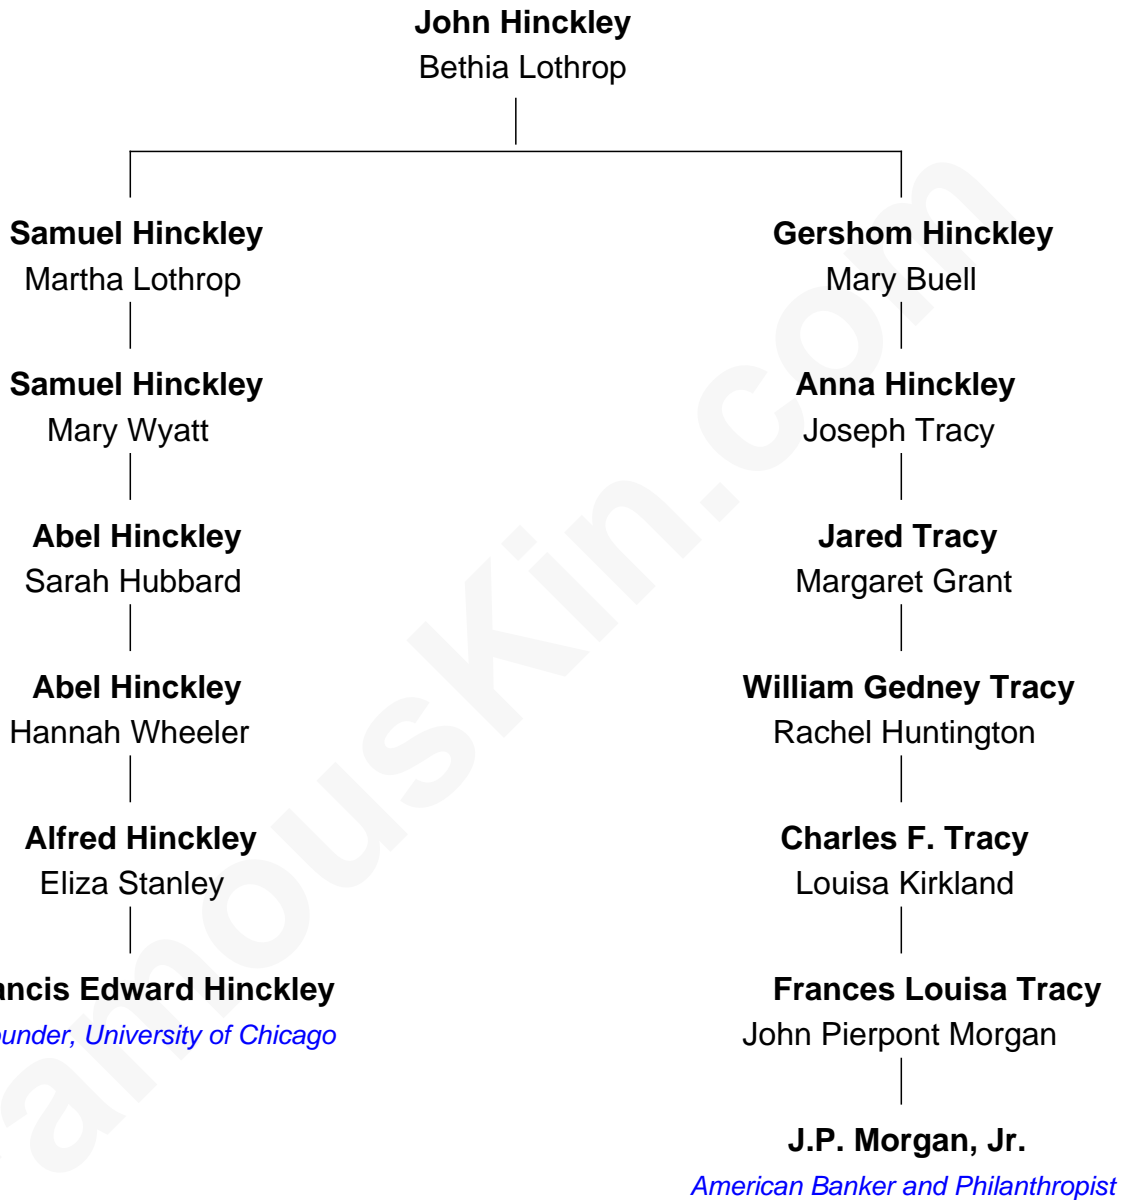 John Hinckley
Bethia Lothrop
Samuel Hinckley
Martha Lothrop
Samuel Hinckley
Mary Wyatt
Abel Hinckley
Sarah Hubbard
Abel Hinckley
Hannah Wheeler
Alfred Hinckley
Eliza Stanley
ancis Edward Hinckley
ounder, University of Chicago
Gershom Hinckley
Mary Buell
Anna Hinckley
Joseph Tracy
Jared Tracy
Margaret Grant
William Gedney Tracy
Rachel Huntington
Charles F. Tracy
Louisa Kirkland
Frances Louisa Tracy
John Pierpont Morgan
J.P. Morgan, Jr.
American Banker and Philanthropist
amousKin.com